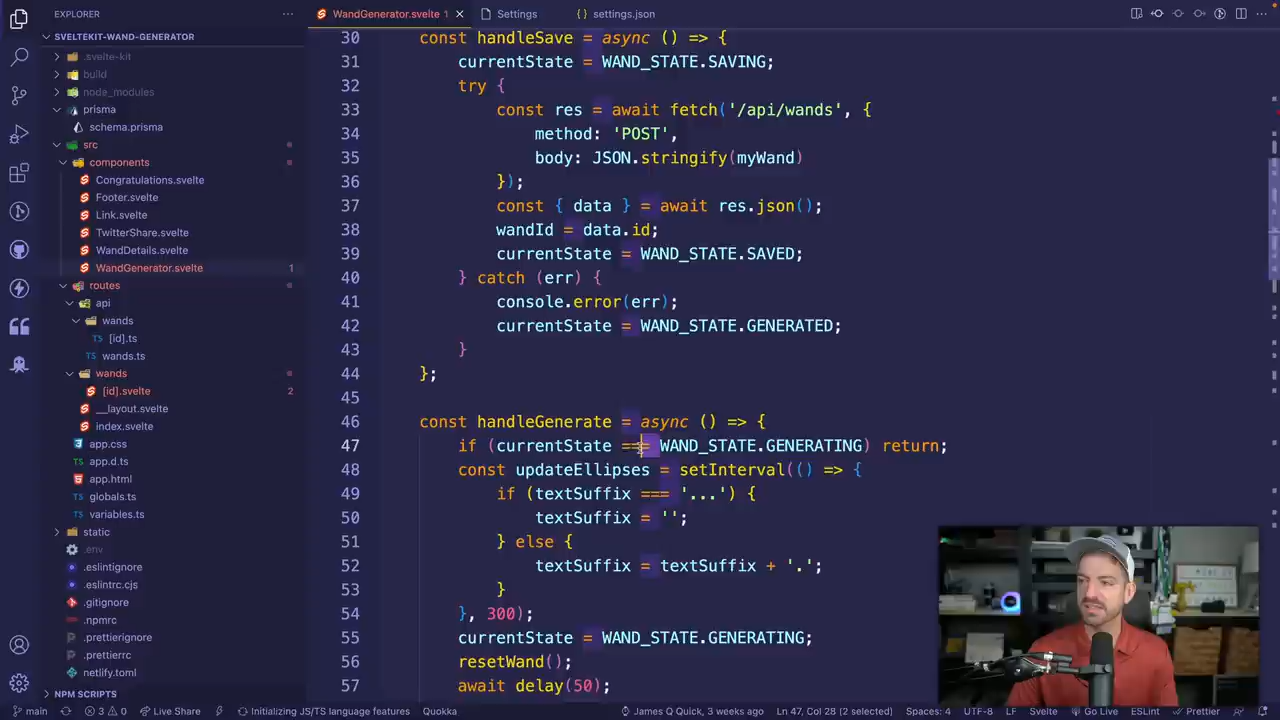 EXPLORER
WandGenerator.svelte 1
Settings
settings.json
SVELTEKIT-WAND-GENERATOR
.svelte-kit
build
node_modules
prisma
schema.prisma
src
components
Congratulations.svelte
Footer.svelte
Link.svelte
TwitterShare.svelte
WandDetails.svelte
WandGenerator.svelte 1
routes
api
wands
[id].ts
wands.ts
wands
[id].svelte 2
__layout.svelte
index.svelte
app.css
app.d.ts
app.html
globals.ts
variables.ts
static
.env
.eslintignore
.eslintrc.cjs
.gitignore
.npmrc
.prettierignore
.prettierrc
netlify.toml
NPM SCRIPTS
30 const handleSave = async () => {
31 currentState = WAND_STATE.SAVING;
32 try {
33 const res = await fetch('/api/wands', {
34 method: 'POST',
35 body: JSON.stringify(myWand)
36 });
37 const { data } = await res.json();
38 wandId = data.id;
39 currentState = WAND_STATE.SAVED;
40 } catch (err) {
41 console.error(err);
42 currentState = WAND_STATE.GENERATED;
43 }
44 };
45
46 const handleGenerate = async () => {
47 if (currentState === WAND_STATE.GENERATING) return;
48 const updateEllipses = setInterval(() => {
49 if (textSuffix === '...') {
50 textSuffix = '';
51 } else {
52 textSuffix = textSuffix + '.';
53 }
54 }, 300);
55 currentState = WAND_STATE.GENERATING;
56 resetWand();
57 await delay(50);
main 3 0 Live Share Initializing JS/TS language features Quokka James Q Quick, 3 weeks ago Ln 47, Col 28 (2 selected) Spaces: 4 UTF-8 LF Svelte Go Live ESLint Prettier